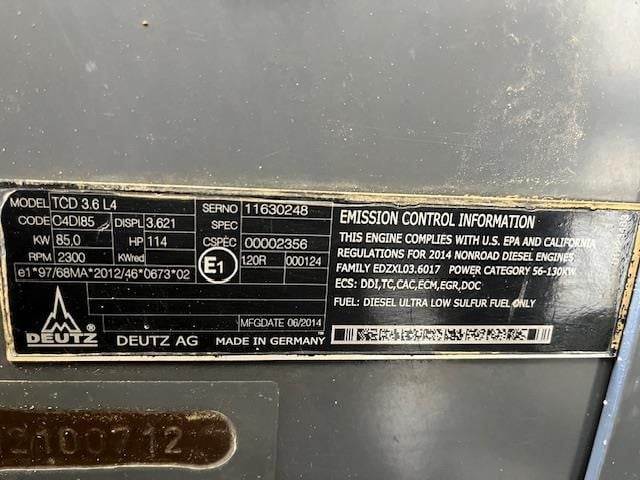 MODEL TCD 3.6 L4
CODE C4DI85 DISPL 3.621
KW 85,0 HP 114
RPM 2300 KWred
e1*97/68MA*2012/46*0673*02
SERNO 11630248
SPEC
CSPEC 00002356
E1 120R 000124
MFGDATE 06/2014
DEUTZ ® DEUTZ AG MADE IN GERMANY
EMISSION CONTROL INFORMATION
THIS ENGINE COMPLIES WITH U.S. EPA AND CALIFORNIA
REGULATIONS FOR 2014 NONROAD DIESEL ENGINES
FAMILY EDZXL03.6017 POWER CATEGORY 56-130KW
ECS: DDI,TC,CAC,ECM,EGR,DOC
FUEL: DIESEL ULTRA LOW SULFUR FUEL ONLY
2100712